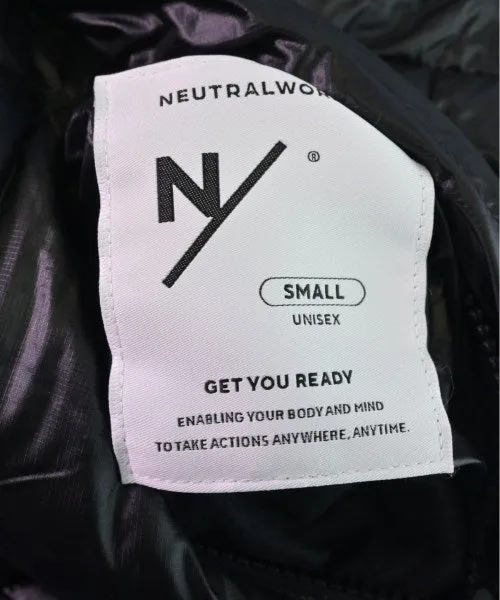 NEUTRALWO
N/
®
SMALL
UNISEX
GET YOU READY
ENABLING YOUR BODY AND MIND
TO TAKE ACTIONS ANYWHERE, ANYTIME.